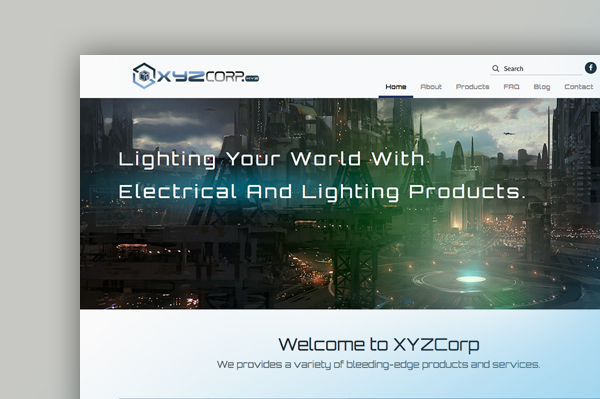 XYZCORP
Search
Home About Products FAQ Blog Contact
Lighting Your World With
Electrical And Lighting Products.
Welcome to XYZCorp
We provides a variety of bleeding-edge products and services.